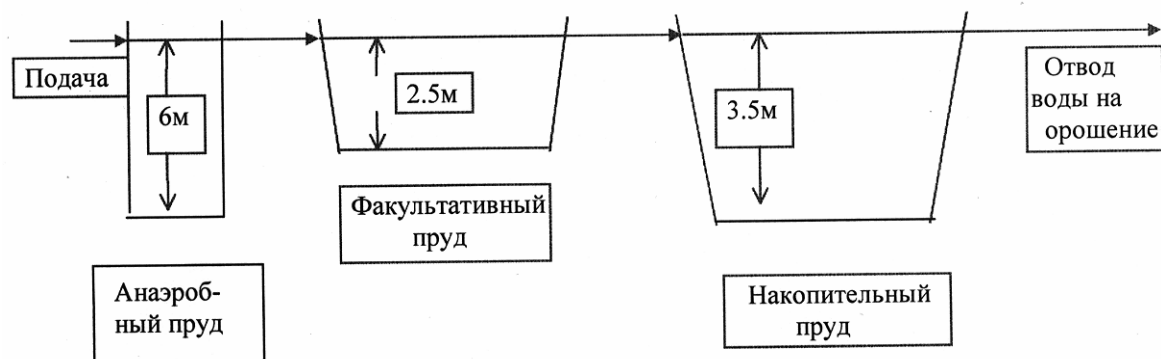 Подача
6м
2.5м
3.5м
Отвод
воды на
орошение
Факультативный
пруд
Анаэроб-
ный пруд
Накопительный
пруд